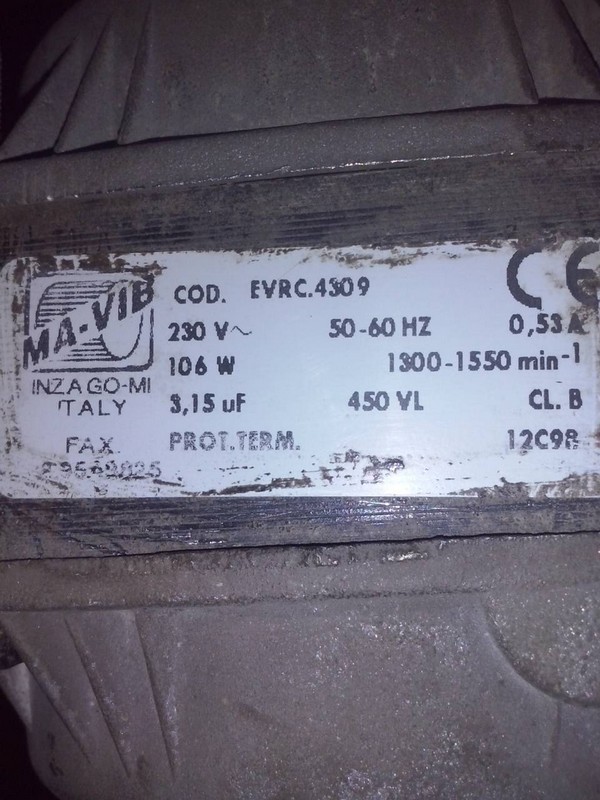 MA-VIB
INZAGO-MI
ITALY
FAX
COD. EVRC.4309
CE
230 V~ 50-60 HZ 0,53 A
106 W 1300-1550 min-1
3,15 uF 450 VL CL. B
PROT.TERM. 12C98